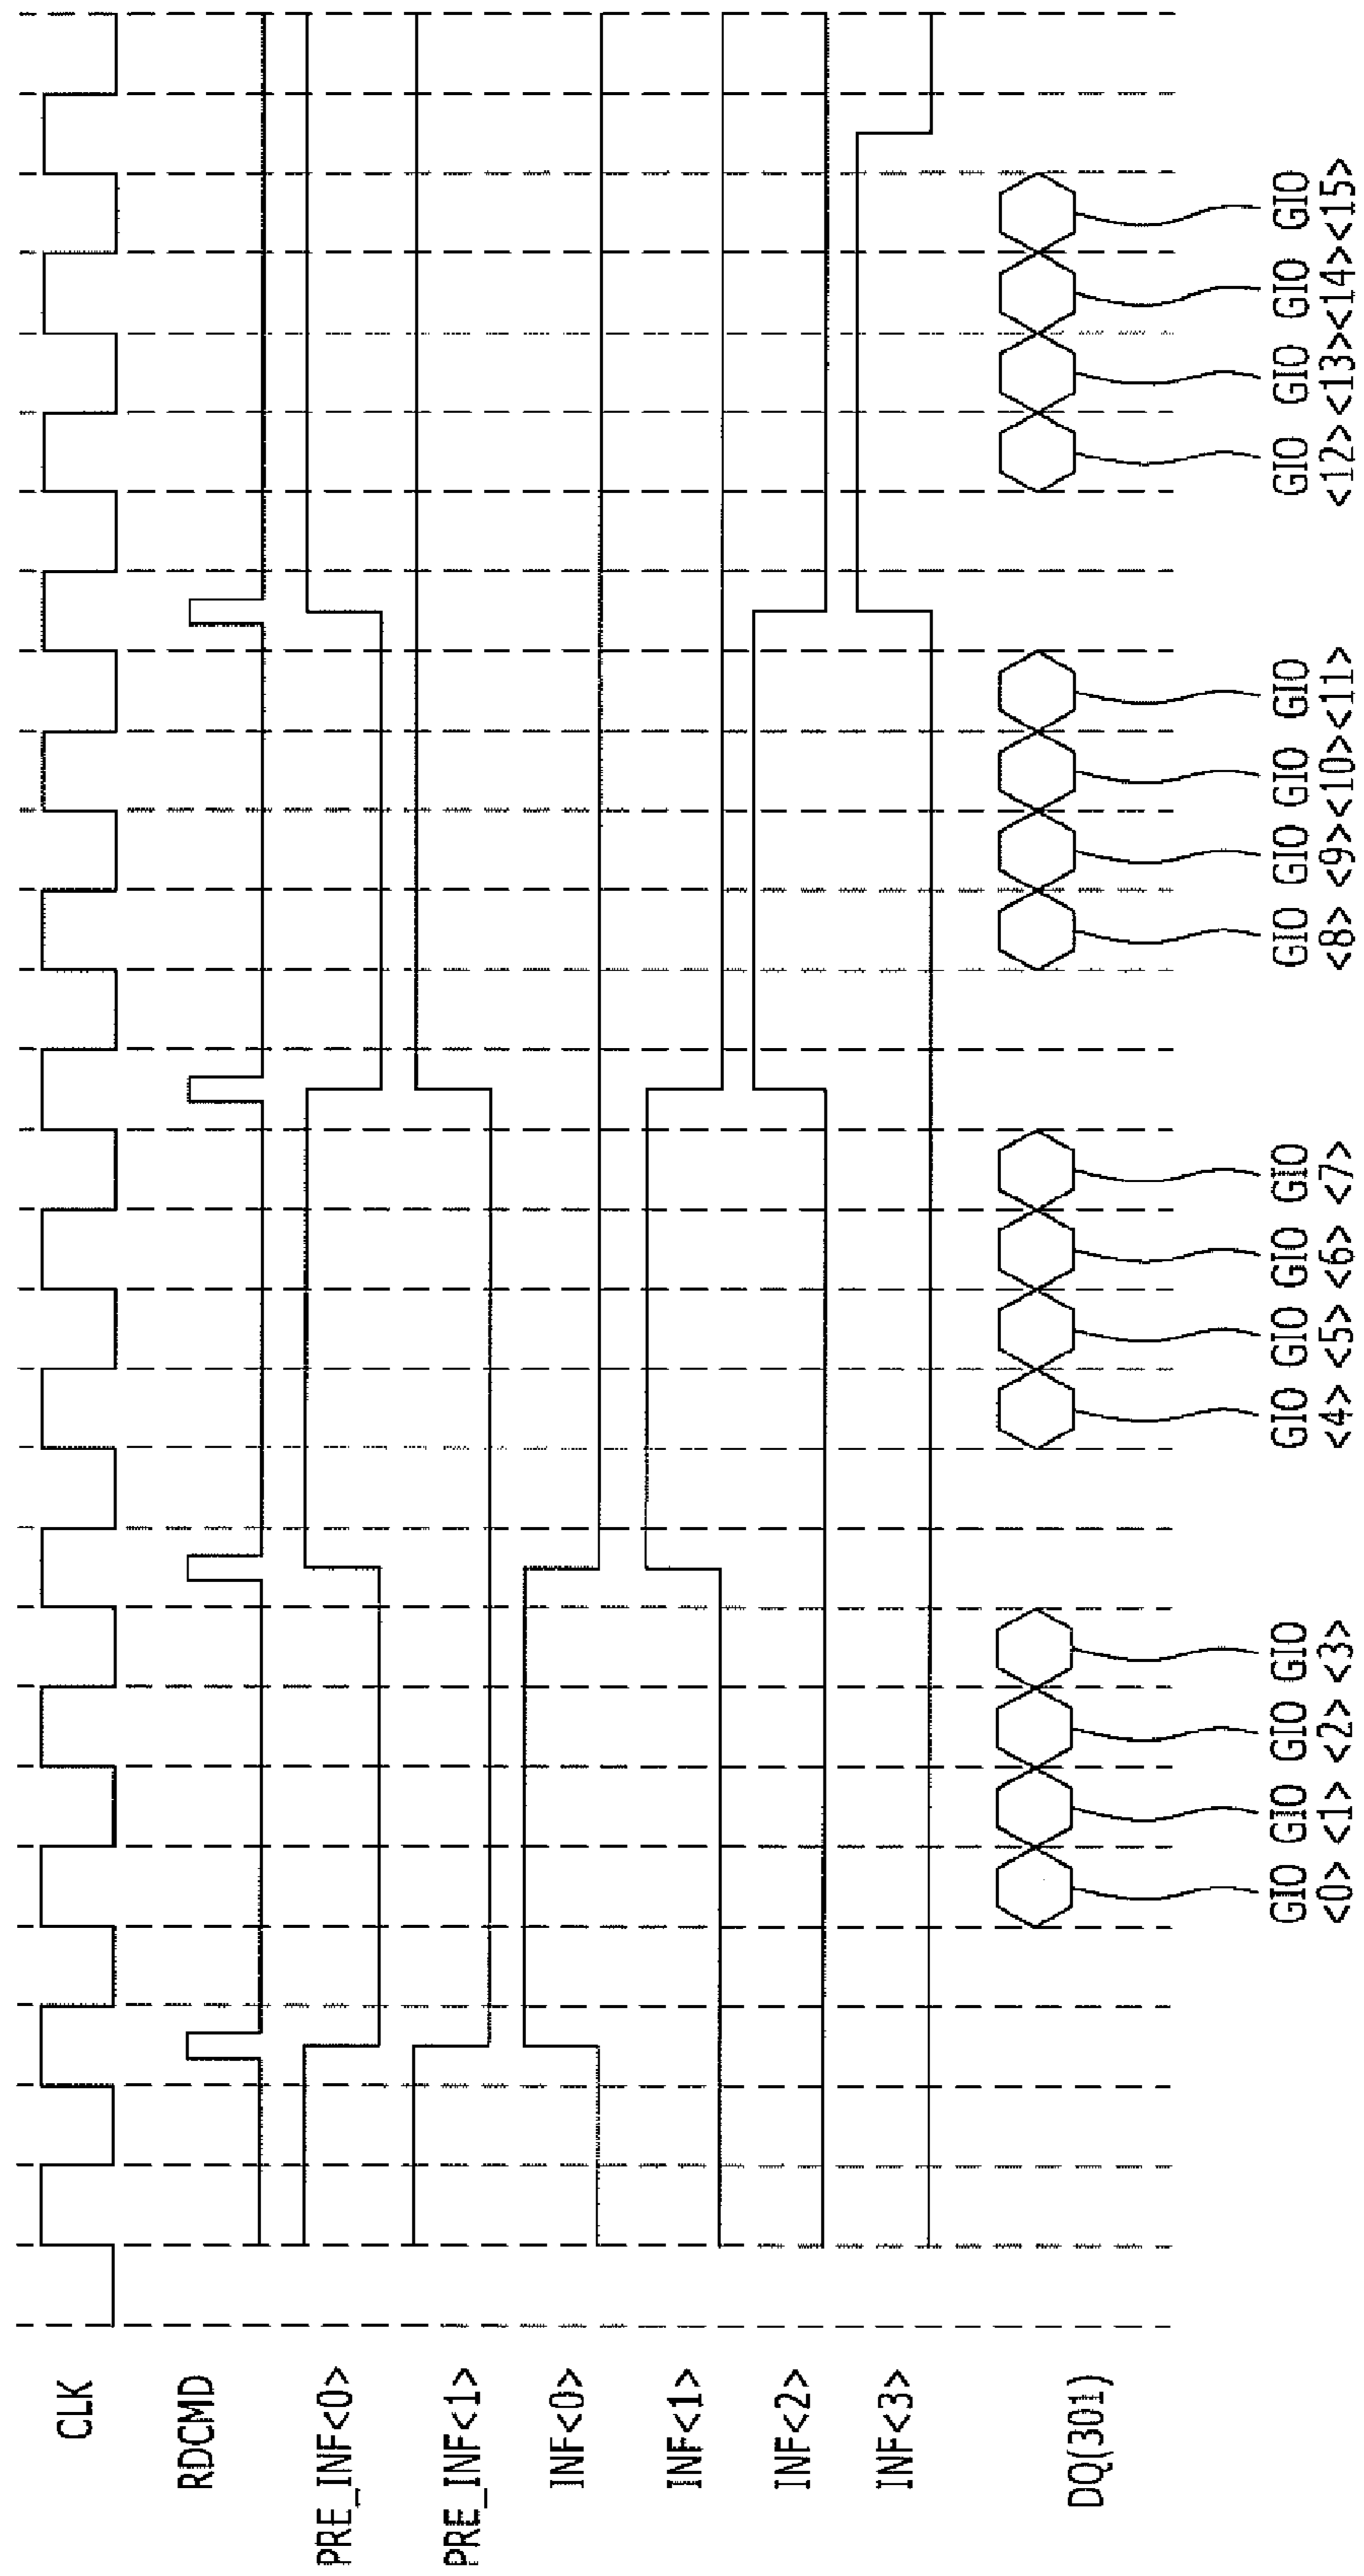 CLK
RDCMD
PRE_INF<0>
PRE_INF<1>
INF<0>
INF<1>
INF<2>
INF<3>
DQ(301)
GIO GIO GIO GIO GIO GIO GIO GIO GIO GIO GIO GIO GIO GIO GIO GIO
<0> <1> <2> <3> <4> <5> <6> <7> <8> <9> <10> <11> <12> <13> <14> <15>